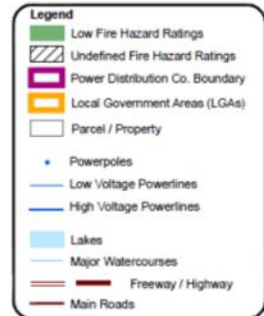 Legend
Low Fire Hazard Ratings
Undefined Fire Hazard Ratings
Power Distribution Co. Boundary
Local Government Areas (LGAs)
Parcel / Property
Powerpoles
Low Voltage Powerlines
High Voltage Powerlines
Lakes
Major Watercourses
Freeway / Highway
Main Roads